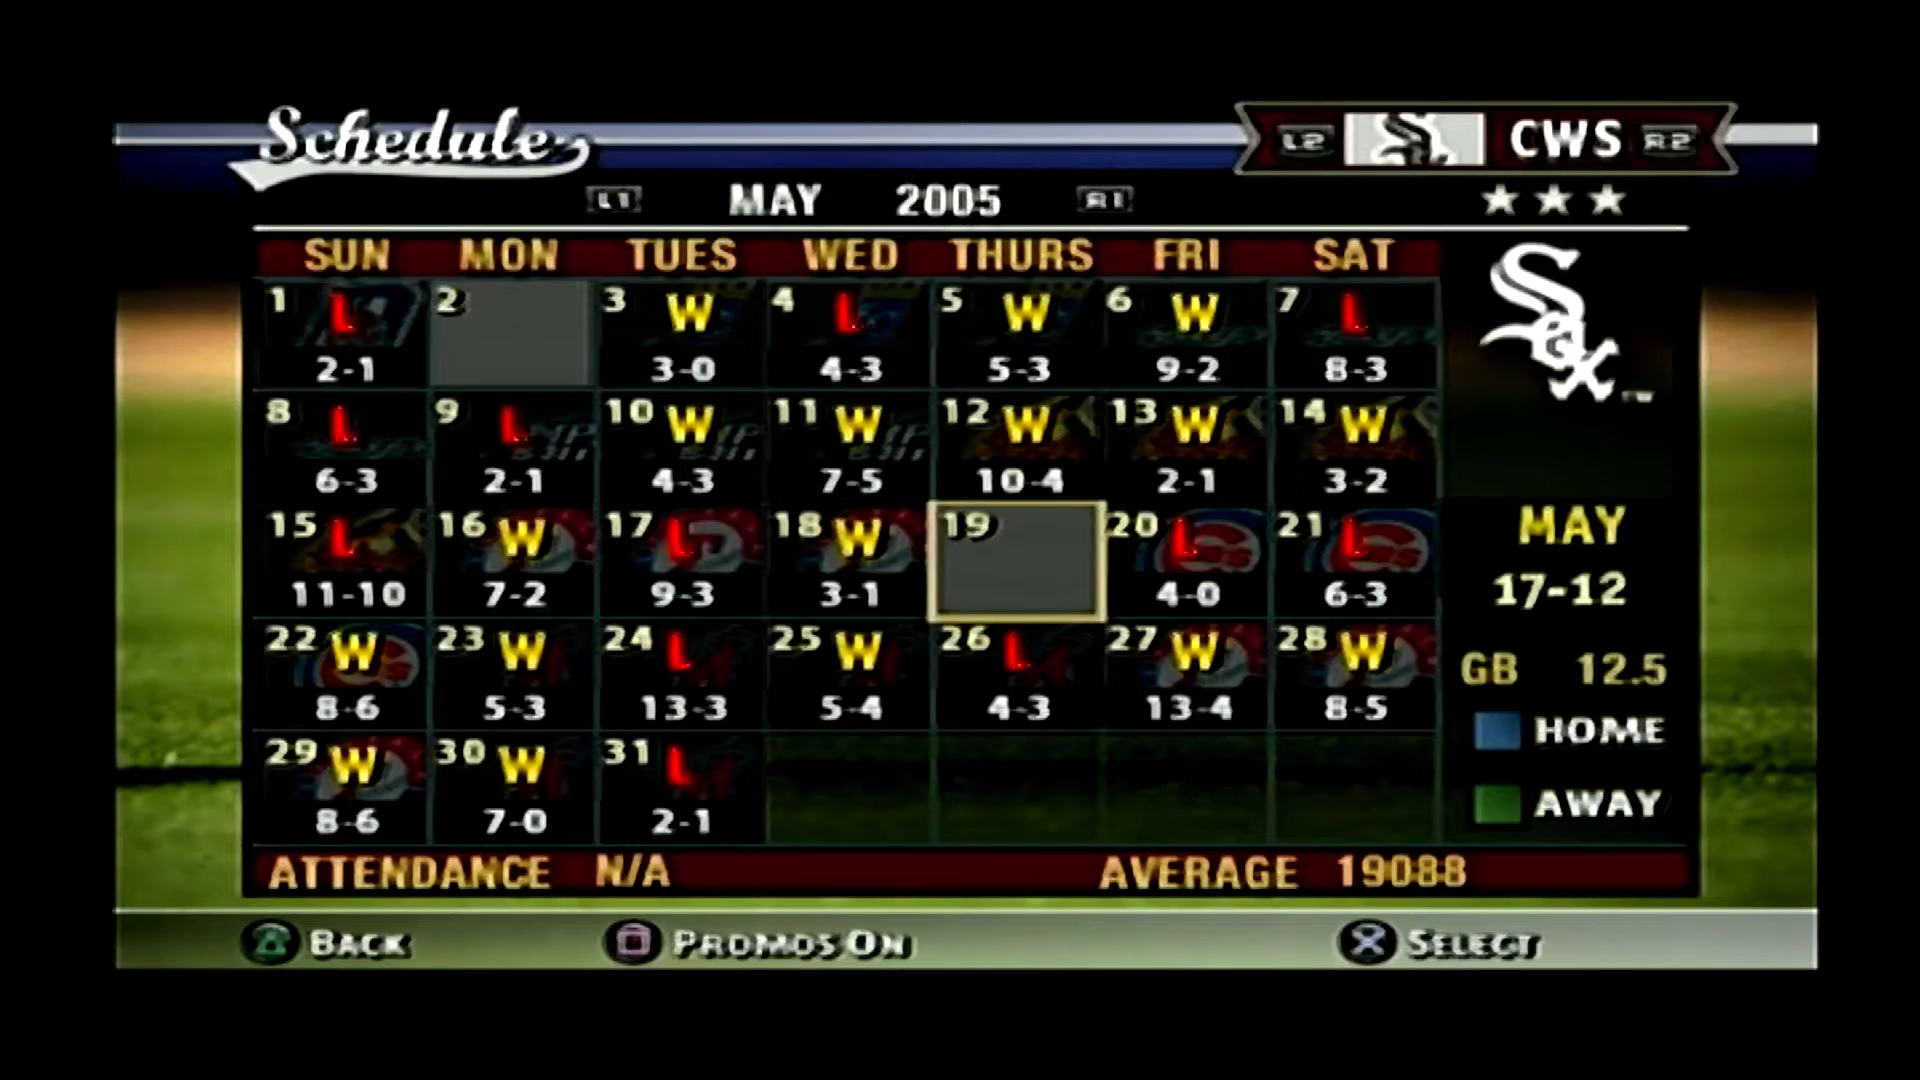 Schedule
L2 Sox CWS R2
L1 MAY 2005 R1
SUN MON TUES WED THURS FRI SAT
1 L 2 3 W 4 L 5 W 6 W 7 L
2-1 3-0 4-3 5-3 9-2 8-3
Sox
8 L 9 L 10 W 11 W 12 W 13 W 14 W
6-3 2-1 4-3 7-5 10-4 2-1 3-2
15 L 16 W 17 L 18 W 19 20 L 21 L
MAY
11-10 7-2 9-3 3-1 4-0 6-3
17-12
22 W 23 W 24 L 25 W 26 L 27 W 28 W
GB 12.5
8-6 5-3 13-3 5-4 4-3 13-4 8-5
HOME
29 W 30 W 31 L
8-6 7-0 2-1
AWAY
ATTENDANCE N/A AVERAGE 19088
BACK PROMOS ON SELECT